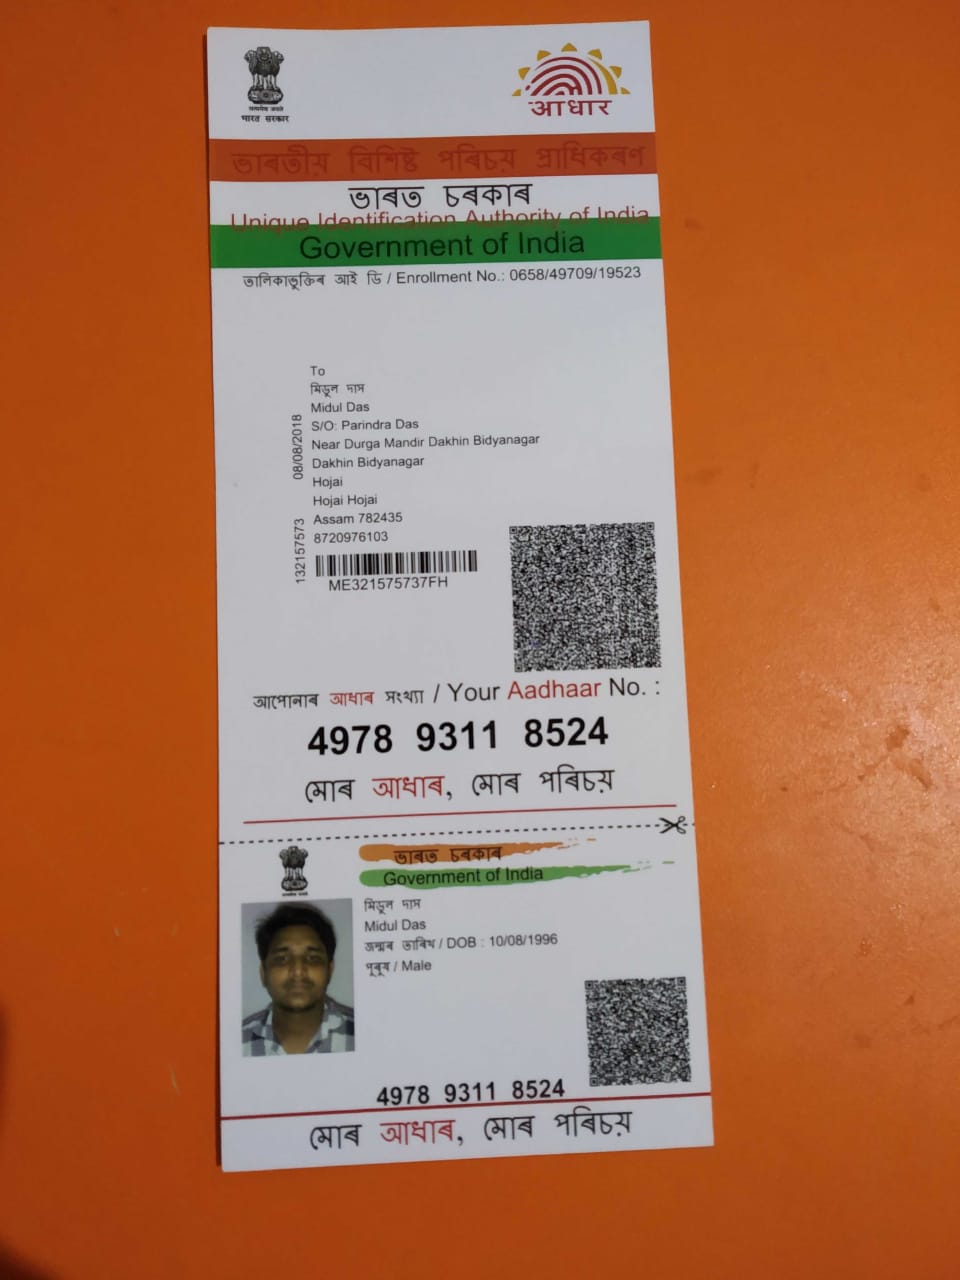 सत्यमेव जयते
भारत सरकार
आधार
ভাৰতীয় বিশিষ্ট পৰিচয় প্ৰাধিকৰণ
ভাৰত চৰকাৰ
Unique Identification Authority of India
Government of India
তালিকাভুক্তিৰ আই ডি / Enrollment No.: 0658/49709/19523
To
মিডুল দাস
Midul Das
S/O: Parindra Das
Near Durga Mandir Dakhin Bidyanagar
Dakhin Bidyanagar
Hojai
Hojai Hojai
Assam 782435
8720976103
08/08/2018
132157573
ME321575737FH
আপোনাৰ আধাৰ সংখ্যা / Your Aadhaar No. :
4978 9311 8524
মোৰ আধাৰ, মোৰ পৰিচয়
ভাৰত চৰকাৰ
Government of India
মিডুল দাস
Midul Das
জন্মৰ তাৰিখ / DOB : 10/08/1996
পুৰুষ / Male
4978 9311 8524
মোৰ আধাৰ, মোৰ পৰিচয়